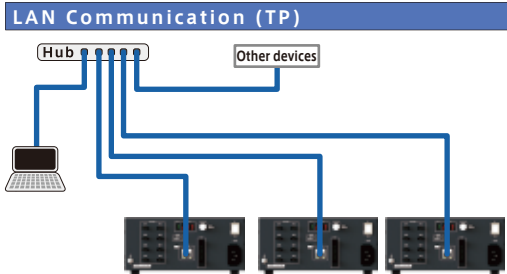 LAN Communication (TP)
Hub
Other devices